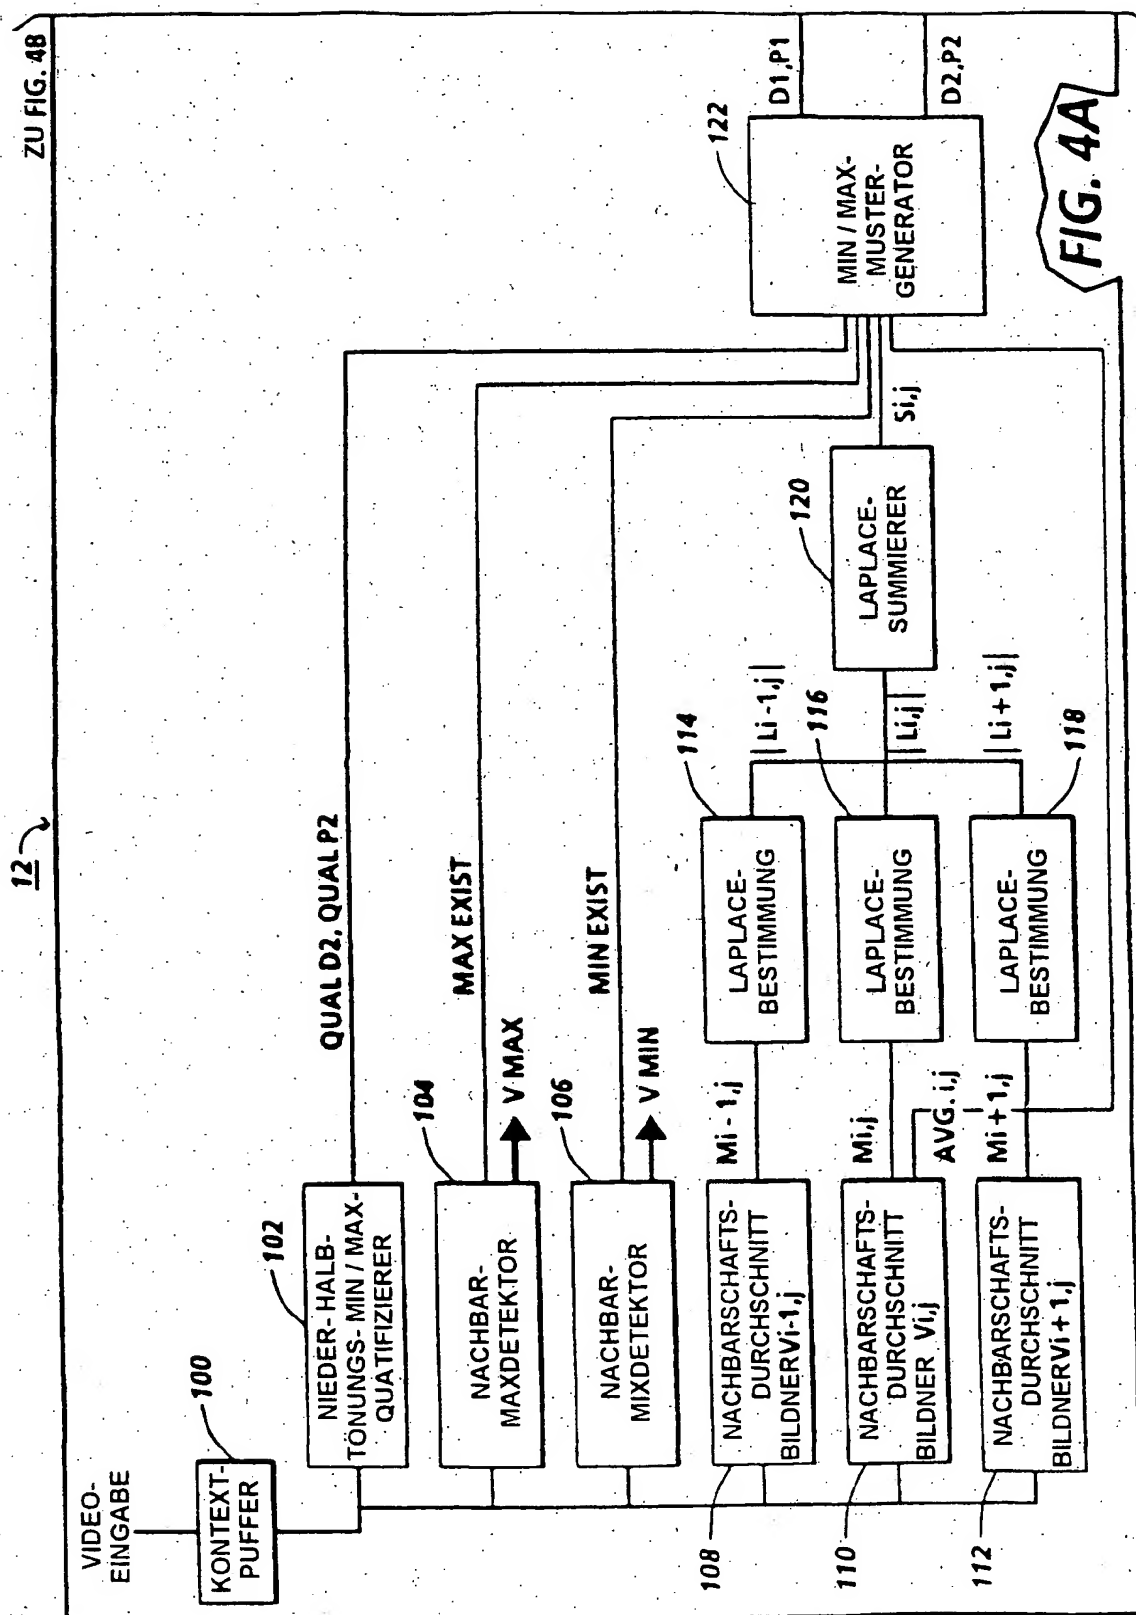 12
ZU FIG. 4B
VIDEO-
EINGABE
KONTEXT-
PUFFER
100
NIEDER-HALB-
TÖNUNGS- MIN / MAX-
QUATIFIZIERER
102
QUAL D2, QUAL P2
NACHBAR-
MAXDETEKTOR
104
MAX EXIST
V MAX
NACHBAR-
MIXDETEKTOR
106
MIN EXIST
V MIN
NACHBARSCHAFTS-
DURCHSCHNITT
BILDNERVi-1,j
108
Mi - 1,j
LAPLACE-
BESTIMMUNG
114
|Li -1,j|
NACHBARSCHAFTS-
DURCHSCHNITT
BILDNER Vi,j
110
Mi,j
AVG. i,j
LAPLACE-
BESTIMMUNG
116
|Li,j|
NACHBARSCHAFTS-
DURCHSCHNITT
BILDNERVi + 1,j
112
Mi + 1,j
LAPLACE-
BESTIMMUNG
118
|Li + 1,j|
LAPLACE-
SUMMIERER
120
Si,j
MIN / MAX-
MUSTER-
GENERATOR
122
D1,P1
D2,P2
FIG. 4A